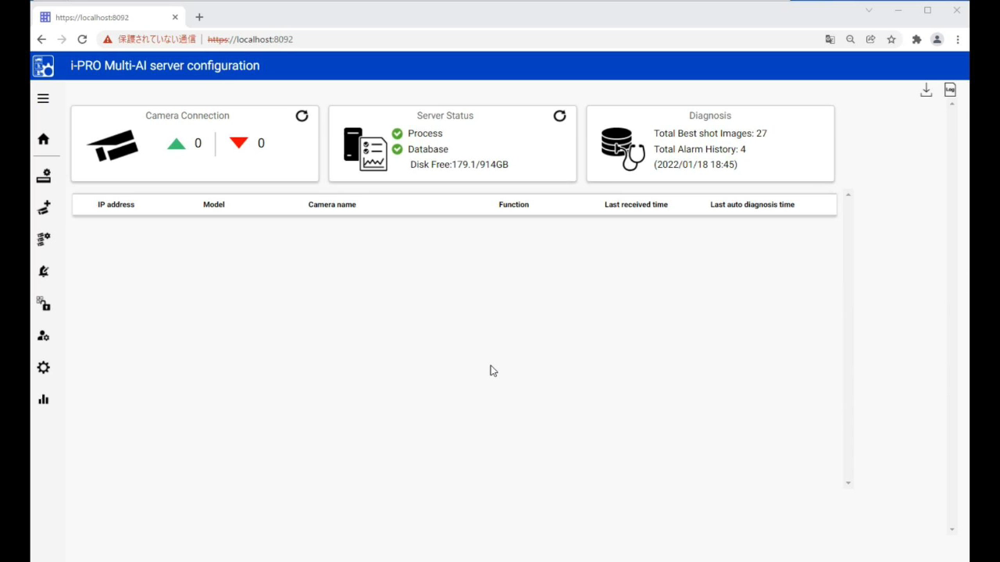 https://localhost:8092
保護されていない通信 https://localhost:8092
i-PRO Multi-AI server configuration
Log
Camera Connection
0 0
Server Status
Process
Database
Disk Free:179.1/914GB
Diagnosis
Total Best shot Images: 27
Total Alarm History: 4
(2022/01/18 18:45)
IP address Model Camera name Function Last received time Last auto diagnosis time